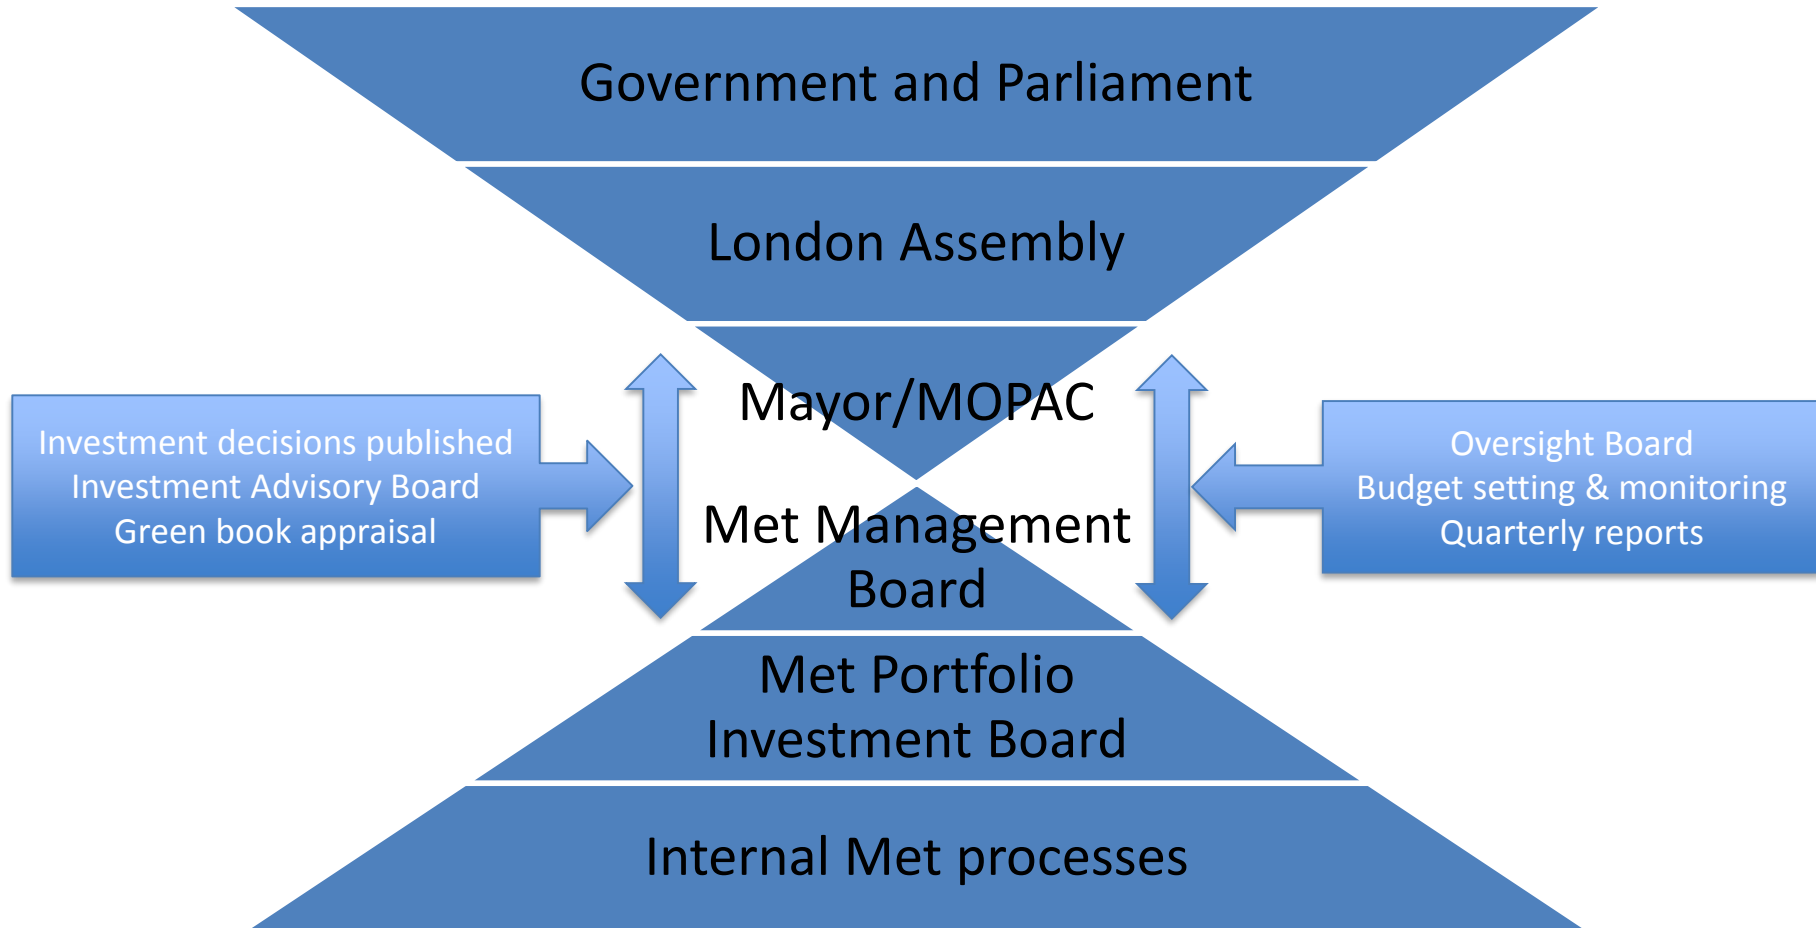 Government and Parliament
London Assembly
Mayor/MOPAC
Investment decisions published
Investment Advisory Board
Green book appraisal
Oversight Board
Budget setting & monitoring
Quarterly reports
Met Management
Board
Met Portfolio
Investment Board
Internal Met processes